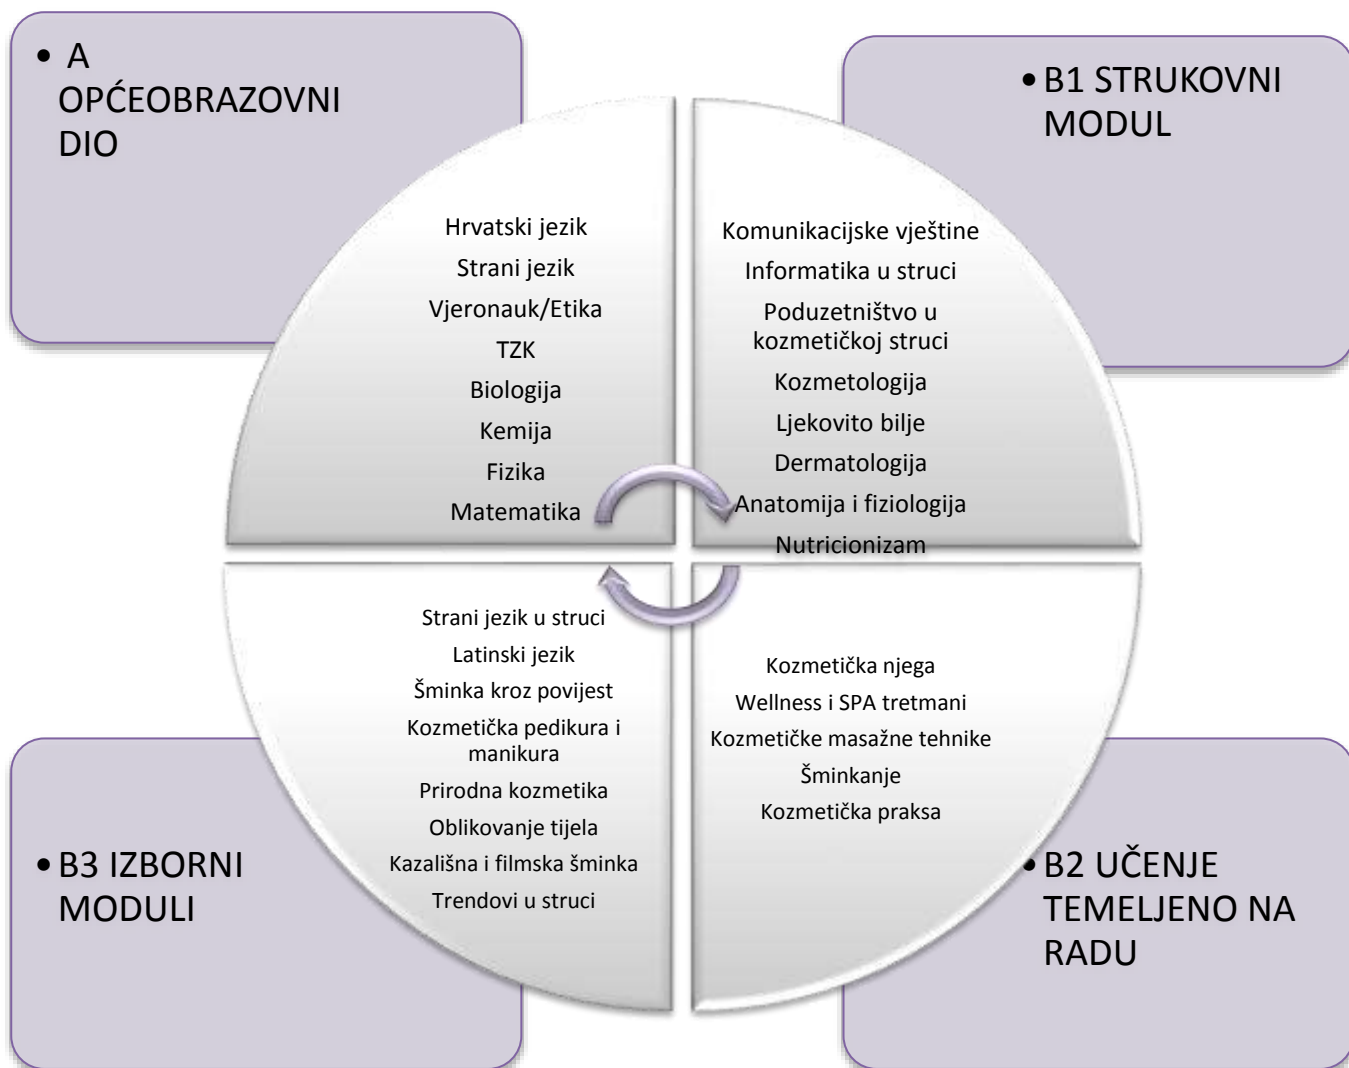 • A
OPĆEOBRAZOVNI
DIO
Hrvatski jezik
Strani jezik
Vjeronauk/Etika
TZK
Biologija
Kemija
Fizika
Matematika
• B1 STRUKOVNI
MODUL
Komunikacijske vještine
Informatika u struci
Poduzetništvo u
kozmetičkoj struci
Kozmetologija
Ljekovito bilje
Dermatologija
Anatomija i fiziologija
Nutricionizam
• B3 IZBORNI
MODULI
Strani jezik u struci
Latinski jezik
Šminka kroz povijest
Kozmetička pedikura i
manikura
Prirodna kozmetika
Oblikovanje tijela
Kazališna i filmska šminka
Trendovi u struci
• B2 UČENJE
TEMELJENO NA
RADU
Kozmetička njega
Wellness i SPA tretmani
Kozmetičke masažne tehnike
Šminkanje
Kozmetička praksa